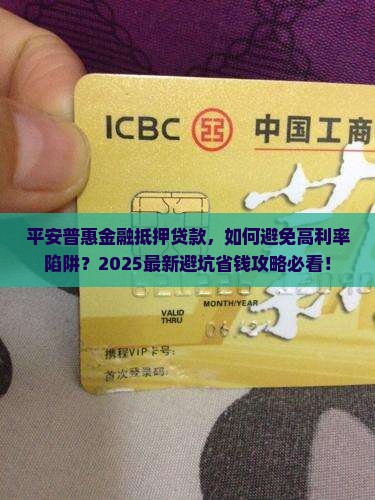 ICBC 中国工商
平安普惠金融抵押贷款，如何避免高利率
陷阱？2025最新避坑省钱攻略必看！
MONTH/YEAR
VALID
THRU
携程VIP卡号：
首次登录码：